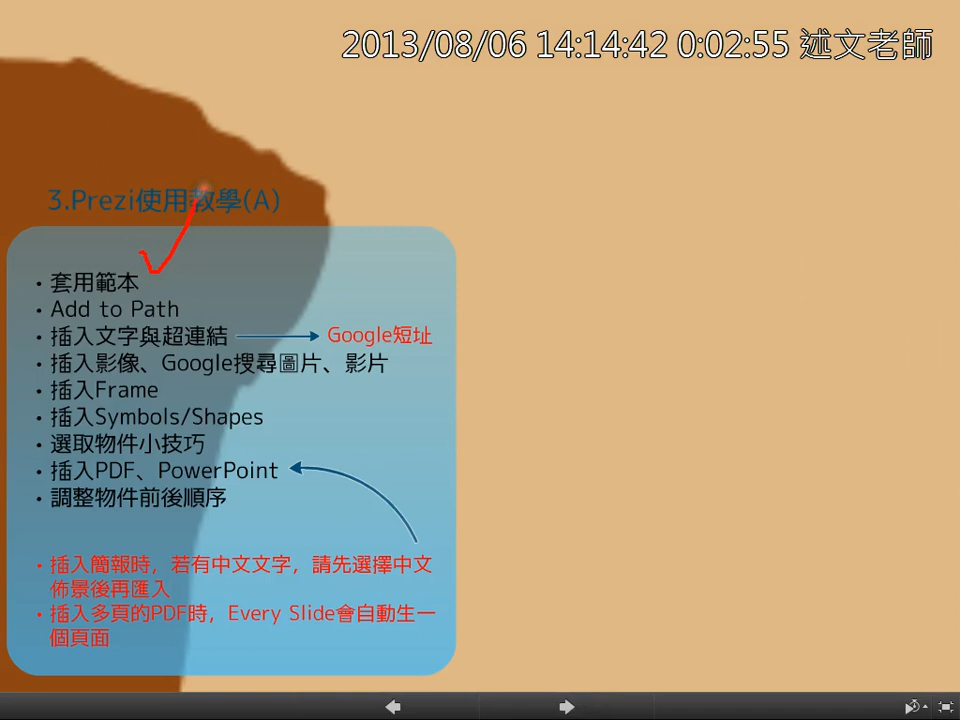 2013/08/06 14:14:42 0:02:55 述文老師
3.Prezi使用教學(A)
• 套用範本
• Add to Path
• 插入文字與超連結
Google短址
• 插入影像、Google搜尋圖片、影片
• 插入Frame
• 插入Symbols/Shapes
• 選取物件小技巧
• 插入PDF、PowerPoint
• 調整物件前後順序
• 插入簡報時，若有中文文字，請先選擇中文
佈景後再匯入
• 插入多頁的PDF時，Every Slide會自動生一
個頁面